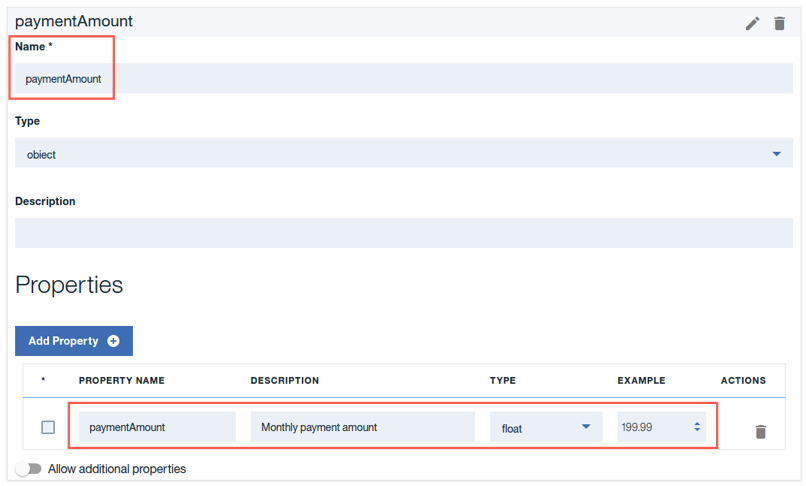 paymentAmount
Name *
paymentAmount
Type
object
Description
Properties
Add Property
* PROPERTY NAME DESCRIPTION TYPE EXAMPLE ACTIONS
paymentAmount Monthly payment amount float 199.99
Allow additional properties